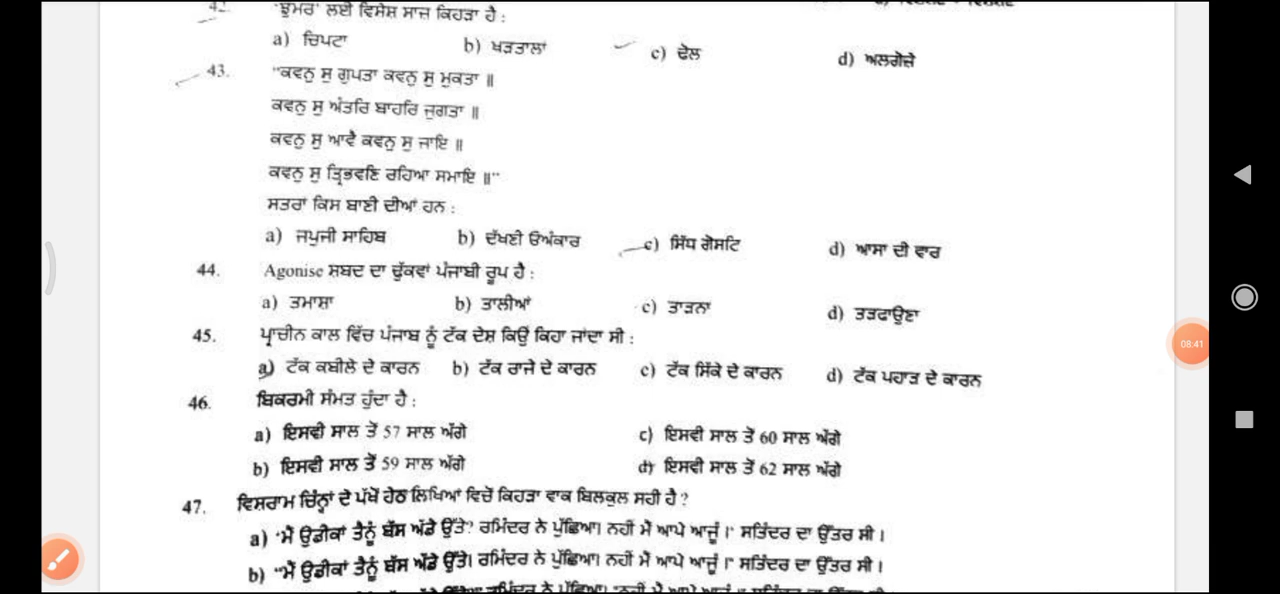 'ਝੂਮਰ' ਲਈ ਵਿਸ਼ੇਸ਼ ਸਾਜ਼ ਕਿਹੜਾ ਹੈ :
a) ਚਿਪਟਾ b) ਖੜਤਾਲਾਂ c) ਢੋਲ d) ਅਲਗੋਜ਼ੇ
43. "ਕਵਨੁ ਸੁ ਗੁਪਤਾ ਕਵਨੁ ਸੁ ਮੁਕਤਾ ॥
ਕਵਨੁ ਸੁ ਅੰਤਰਿ ਬਾਹਰਿ ਜੁਗਤਾ ॥
ਕਵਨੁ ਸੁ ਆਵੈ ਕਵਨੁ ਸੁ ਜਾਇ ॥
ਕਵਨੁ ਸੁ ਤ੍ਰਿਭਵਣਿ ਰਹਿਆ ਸਮਾਇ ॥"
ਸਤਰਾਂ ਕਿਸ ਬਾਣੀ ਦੀਆਂ ਹਨ :
a) ਜਪੁਜੀ ਸਾਹਿਬ b) ਦੱਖਣੀ ਓਅੰਕਾਰ c) ਸਿੱਧ ਗੋਸਟਿ d) ਆਸਾ ਦੀ ਵਾਰ
44. Agonise ਸ਼ਬਦ ਦਾ ਢੁੱਕਵਾਂ ਪੰਜਾਬੀ ਰੂਪ ਹੈ :
a) ਤਮਾਸ਼ਾ b) ਤਾਲੀਆਂ c) ਤਾੜਨਾ d) ਤੜਫਾਉਣਾ
45. ਪ੍ਰਾਚੀਨ ਕਾਲ ਵਿੱਚ ਪੰਜਾਬ ਨੂੰ ਟੱਕ ਦੇਸ਼ ਕਿਉਂ ਕਿਹਾ ਜਾਂਦਾ ਸੀ :
a) ਟੱਕ ਕਬੀਲੇ ਦੇ ਕਾਰਨ b) ਟੱਕ ਰਾਜੇ ਦੇ ਕਾਰਨ c) ਟੱਕ ਸਿੱਕੇ ਦੇ ਕਾਰਨ d) ਟੱਕ ਪਹਾੜ ਦੇ ਕਾਰਨ
46. ਬਿਕਰਮੀ ਸੰਮਤ ਹੁੰਦਾ ਹੈ :
a) ਇਸਵੀ ਸਾਲ ਤੋਂ 57 ਸਾਲ ਅੱਗੇ c) ਇਸਵੀ ਸਾਲ ਤੋਂ 60 ਸਾਲ ਅੱਗੇ
b) ਇਸਵੀ ਸਾਲ ਤੋਂ 59 ਸਾਲ ਅੱਗੇ d) ਇਸਵੀ ਸਾਲ ਤੋਂ 62 ਸਾਲ ਅੱਗੇ
47. ਵਿਸ਼ਰਾਮ ਚਿੰਨ੍ਹਾਂ ਦੇ ਪੱਖੋਂ ਹੇਠ ਲਿਖਿਆਂ ਵਿਚੋਂ ਕਿਹੜਾ ਵਾਕ ਬਿਲਕੁਲ ਸਹੀ ਹੈ ?
a) 'ਮੈਂ ਉਡੀਕਾਂ ਤੈਨੂੰ ਬੱਸ ਅੱਡੇ ਉੱਤੇ? ਰਮਿੰਦਰ ਨੇ ਪੁੱਛਿਆ। ਨਹੀਂ ਮੈਂ ਆਪੇ ਆਜੂੰ।' ਸਤਿੰਦਰ ਦਾ ਉੱਤਰ ਸੀ।
b) "ਮੈਂ ਉਡੀਕਾਂ ਤੈਨੂੰ ਬੱਸ ਅੱਡੇ ਉੱਤੇ। ਰਮਿੰਦਰ ਨੇ ਪੁੱਛਿਆ। ਨਹੀਂ ਮੈਂ ਆਪੇ ਆਜੂੰ।" ਸਤਿੰਦਰ ਦਾ ਉੱਤਰ ਸੀ।
08:41